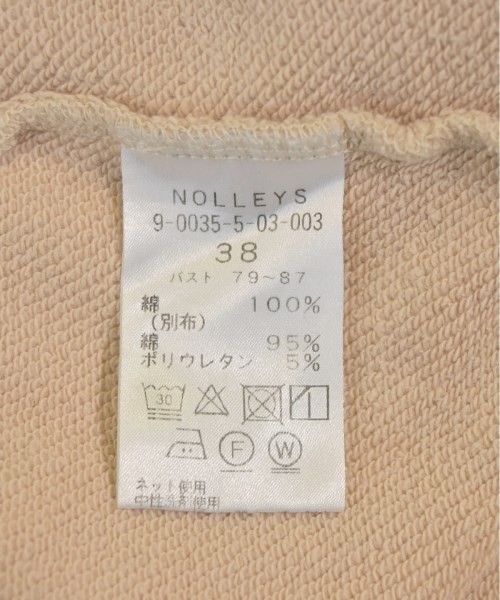 NOLLEYS
9-0035-5-03-003
38
バスト 79~87
綿 100%
(別布)
綿 95%
ポリウレタン 5%
30
F W
ネット使用
中性洗剤使用